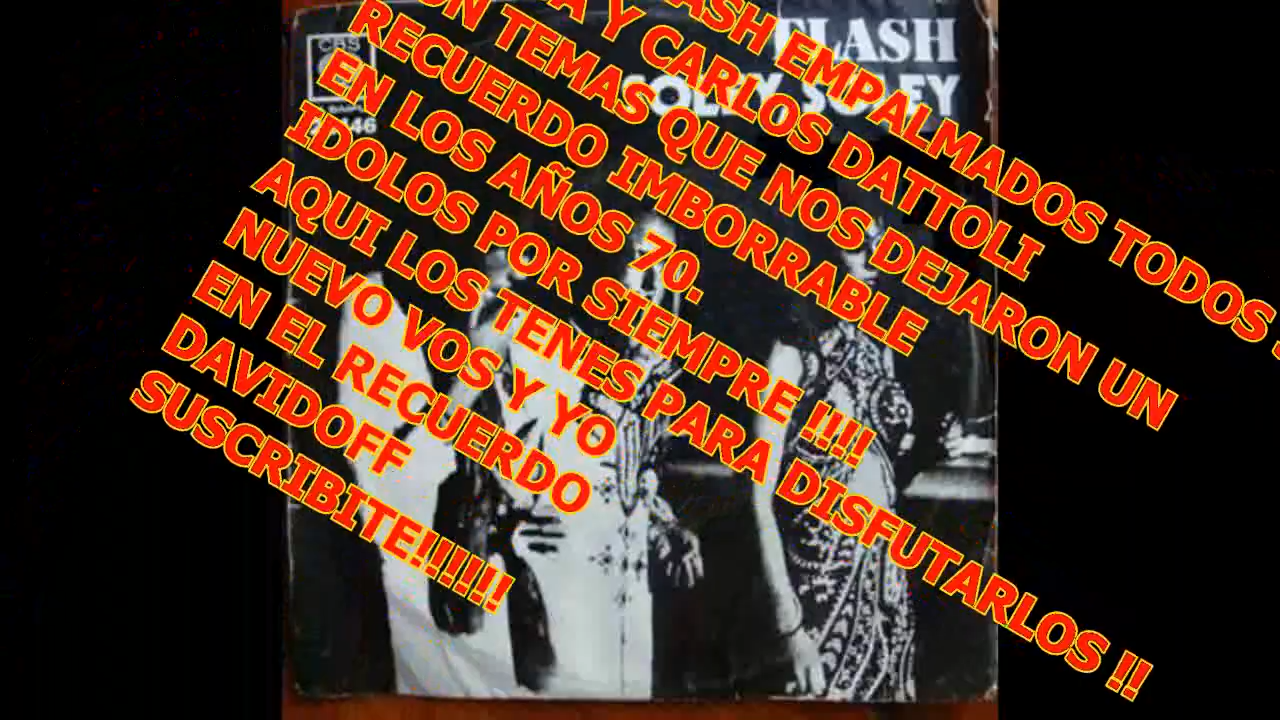 ASH EMPALMADOS TODOS
A Y CARLOS DATTOLI
ON TEMAS QUE NOS DEJARON UN
RECUERDO IMBORRABLE
EN LOS AÑOS 70.
IDOLOS POR SIEMPRE !!!!
AQUI LOS TENES PARA DISFUTARLOS !!
NUEVO VOS Y YO
EN EL RECUERDO
DAVIDOFF
SUSCRIBITE!!!!!!
CBS
FLASH
SOLEY SOLEY